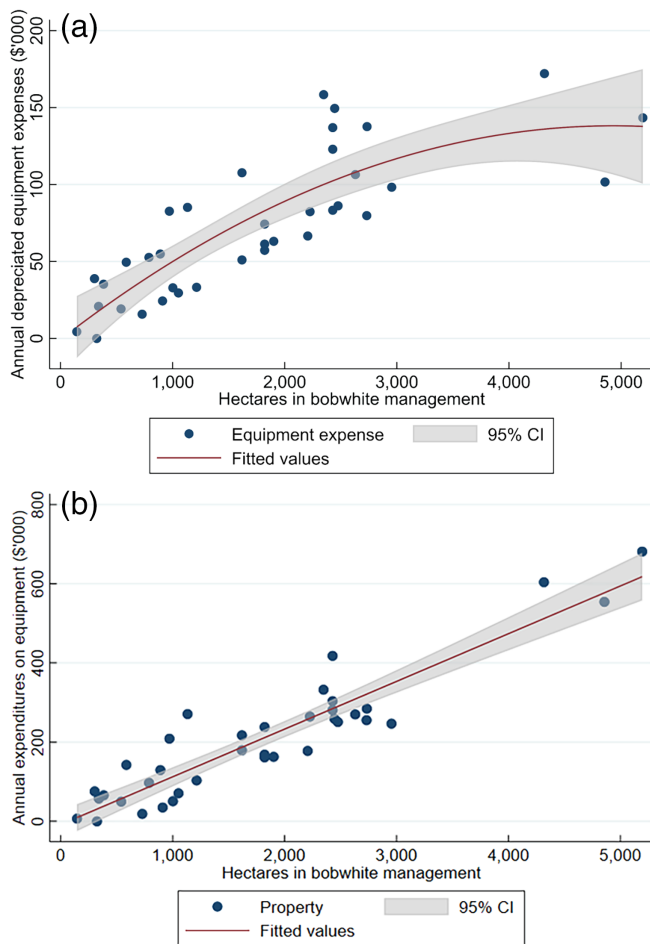 (a)
Annual depreciated equipment expenses ($'000)
200
150
100
50
0
0 1,000 2,000 3,000 4,000 5,000
Hectares in bobwhite management
Equipment expense 95% CI
Fitted values
(b)
Annual expenditures on equipment ($'000)
800
600
400
200
0
0 1,000 2,000 3,000 4,000 5,000
Hectares in bobwhite management
Property 95% CI
Fitted values